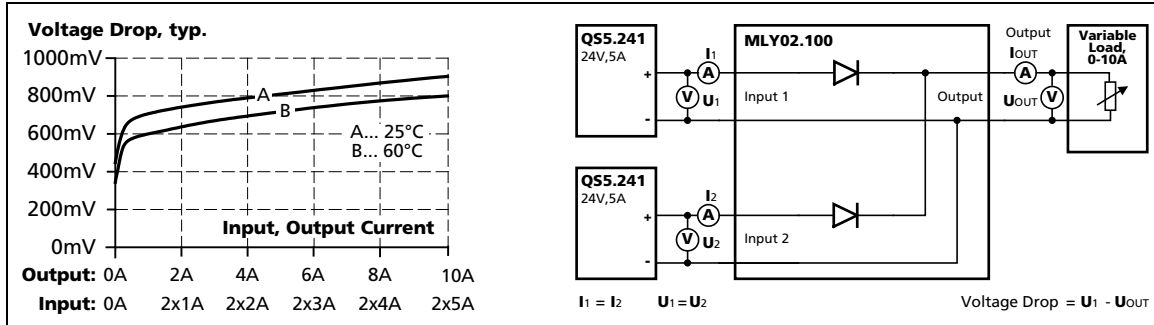 Voltage Drop, typ.
1000mV
800mV
600mV
400mV
200mV
0mV
A
B
A... 25°C
B... 60°C
Input, Output Current
Output: 0A 2A 4A 6A 8A 10A
Input: 0A 2x1A 2x2A 2x3A 2x4A 2x5A
QS5.241
24V,5A
+
-
I1
A
V
U1
MLY02.100
Input 1
Output
Output
IOUT
A
UOUT
V
Variable
Load,
0-10A
QS5.241
24V,5A
+
-
I2
A
V
U2
Input 2
I1 = I2 U1=U2
Voltage Drop = U1 - UOUT